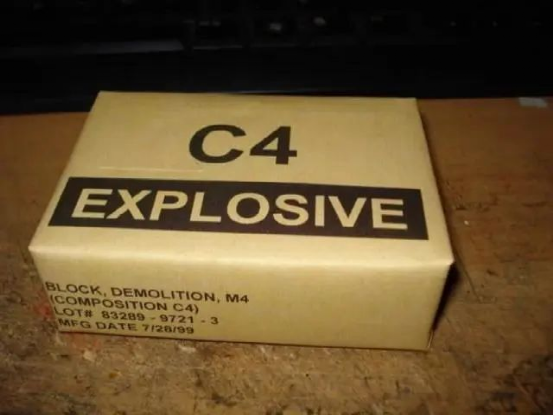 C4
EXPLOSIVE
BLOCK, DEMOLITION, M4
(COMPOSITION C4)
LOT# 83289 - 9721 - 3
MFG DATE 7/28/99